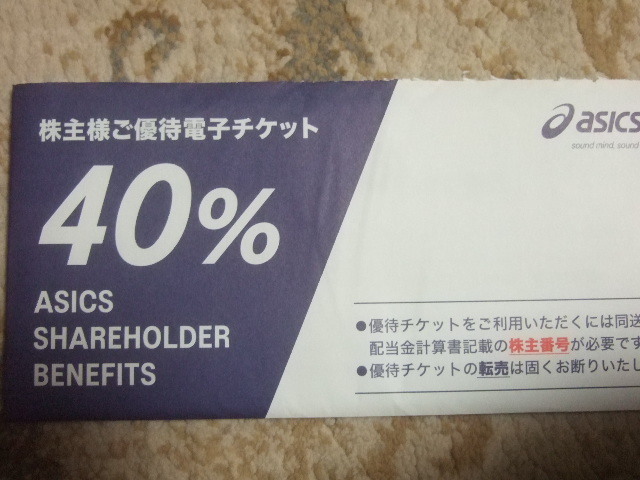 株主様ご優待電子チケット
40%
ASICS
SHAREHOLDER
BENEFITS
asics
sound mind, sound
●優待チケットをご利用いただくには同送
配当金計算書記載の株主番号が必要です
●優待チケットの転売は固くお断りいたし